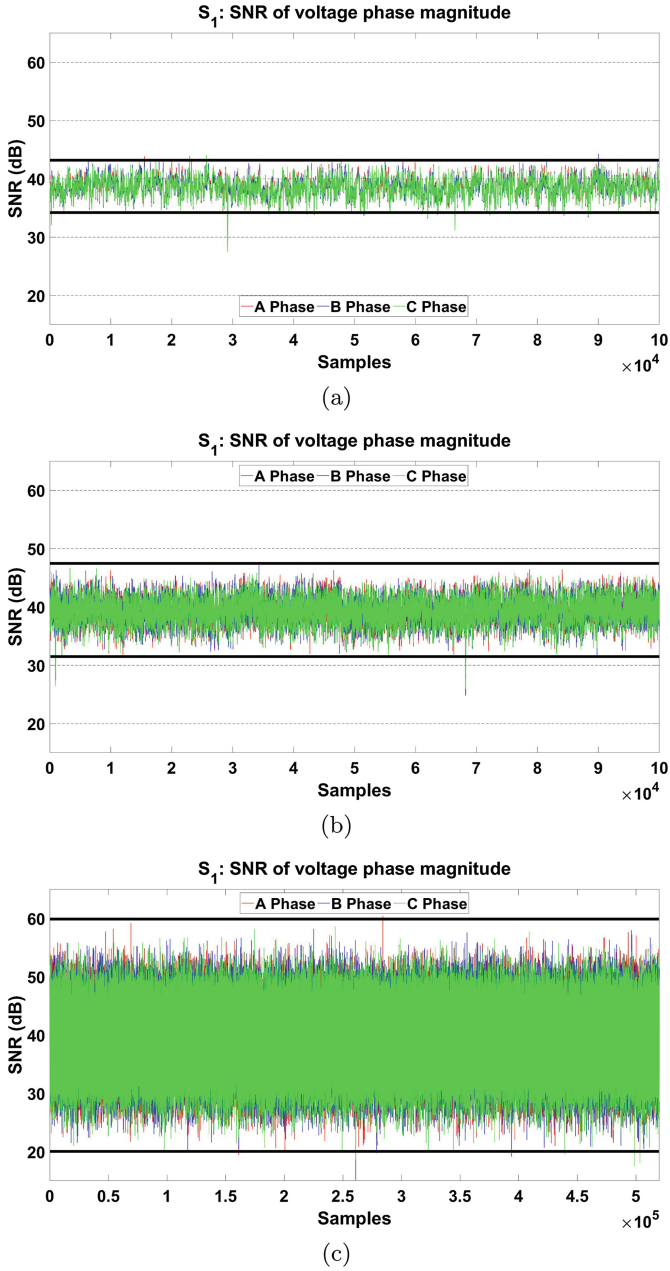 S1: SNR of voltage phase magnitude
60
50
40
30
20
SNR (dB)
A Phase B Phase C Phase
0 1 2 3 4 5 6 7 8 9 10
Samples ×10^4
(a)
S1: SNR of voltage phase magnitude
A Phase B Phase C Phase
60
50
40
30
20
SNR (dB)
0 1 2 3 4 5 6 7 8 9 10
Samples ×10^4
(b)
S1: SNR of voltage phase magnitude
A Phase B Phase C Phase
60
50
40
30
20
SNR (dB)
0 0.5 1 1.5 2 2.5 3 3.5 4 4.5 5
Samples ×10^5
(c)